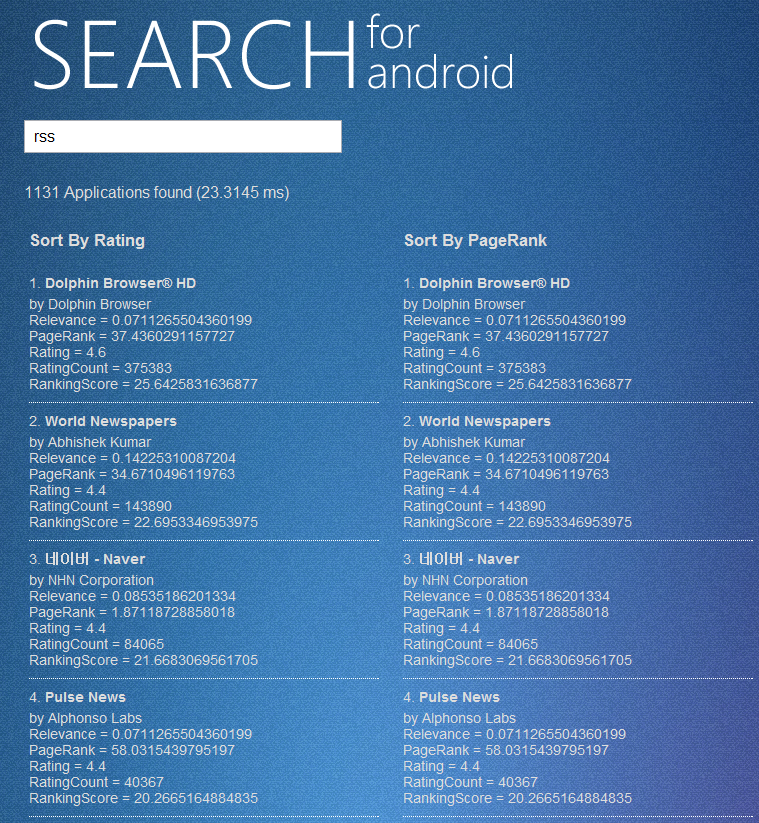 SEARCH for android
rss
1131 Applications found (23.3145 ms)
Sort By Rating
1. Dolphin Browser® HD
by Dolphin Browser
Relevance = 0.0711265504360199
PageRank = 37.4360291157727
Rating = 4.6
RatingCount = 375383
RankingScore = 25.6425831636877
2. World Newspapers
by Abhishek Kumar
Relevance = 0.14225310087204
PageRank = 34.6710496119763
Rating = 4.4
RatingCount = 143890
RankingScore = 22.6953346953975
3. 네이버 - Naver
by NHN Corporation
Relevance = 0.08535186201334
PageRank = 1.87118728858018
Rating = 4.4
RatingCount = 84065
RankingScore = 21.6683069561705
4. Pulse News
by Alphonso Labs
Relevance = 0.0711265504360199
PageRank = 58.0315439795197
Rating = 4.4
RatingCount = 40367
RankingScore = 20.2665164884835
Sort By PageRank
1. Dolphin Browser® HD
by Dolphin Browser
Relevance = 0.0711265504360199
PageRank = 37.4360291157727
Rating = 4.6
RatingCount = 375383
RankingScore = 25.6425831636877
2. World Newspapers
by Abhishek Kumar
Relevance = 0.14225310087204
PageRank = 34.6710496119763
Rating = 4.4
RatingCount = 143890
RankingScore = 22.6953346953975
3. 네이버 - Naver
by NHN Corporation
Relevance = 0.08535186201334
PageRank = 1.87118728858018
Rating = 4.4
RatingCount = 84065
RankingScore = 21.6683069561705
4. Pulse News
by Alphonso Labs
Relevance = 0.0711265504360199
PageRank = 58.0315439795197
Rating = 4.4
RatingCount = 40367
RankingScore = 20.2665164884835